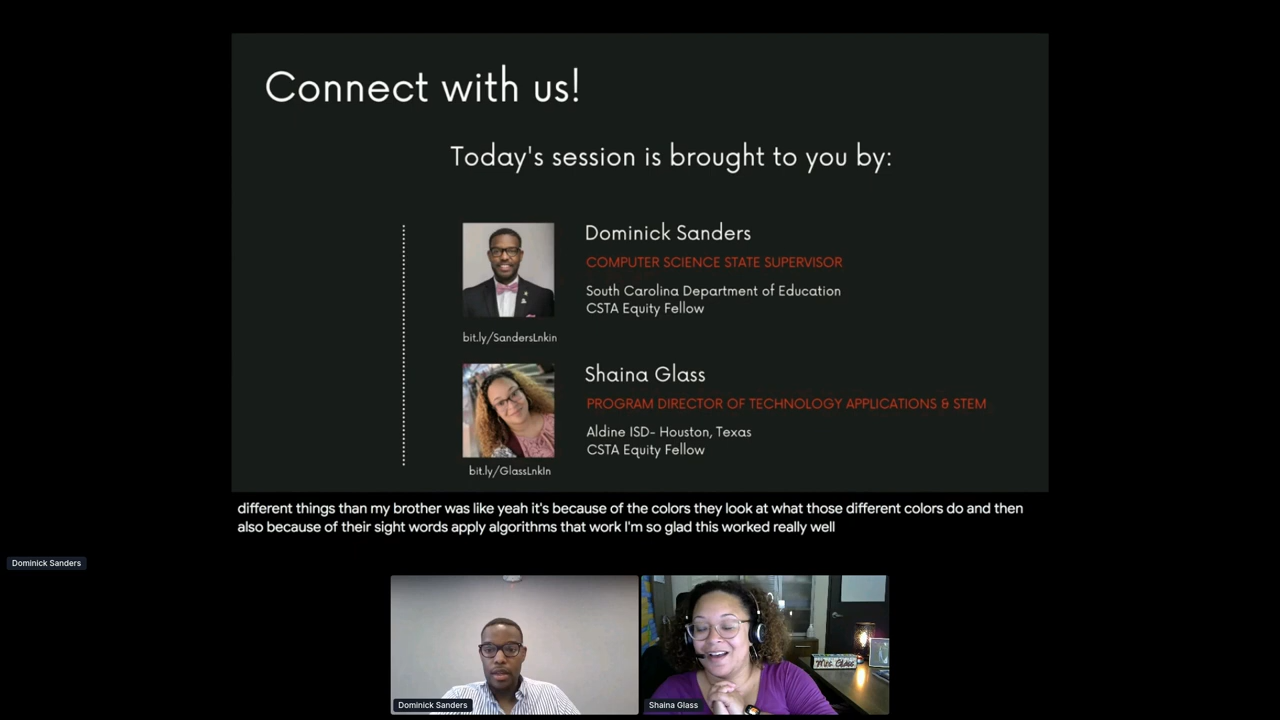 Connect with us!
Today's session is brought to you by:
Dominick Sanders
COMPUTER SCIENCE STATE SUPERVISOR
South Carolina Department of Education
CSTA Equity Fellow
bit.ly/SandersLnkin
Shaina Glass
PROGRAM DIRECTOR OF TECHNOLOGY APPLICATIONS & STEM
Aldine ISD- Houston, Texas
CSTA Equity Fellow
bit.ly/GlassLnkIn
different things than my brother was like yeah it's because of the colors they look at what those different colors do and then
also because of their sight words apply algorithms that work I'm so glad this worked really well
Dominick Sanders
Dominick Sanders
Shaina Glass
Mrs. Glass